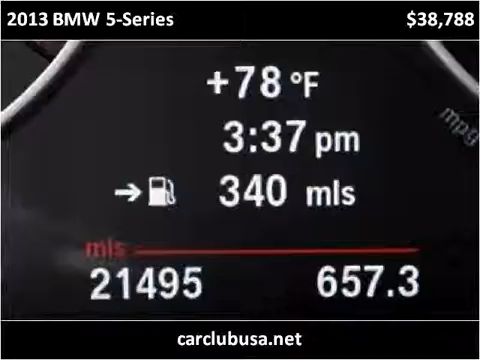 2013 BMW 5-Series $38,788
+78 °F
3:37 pm
mpg
➔ 340 mls
mls
21495 657.3
carclubusa.net